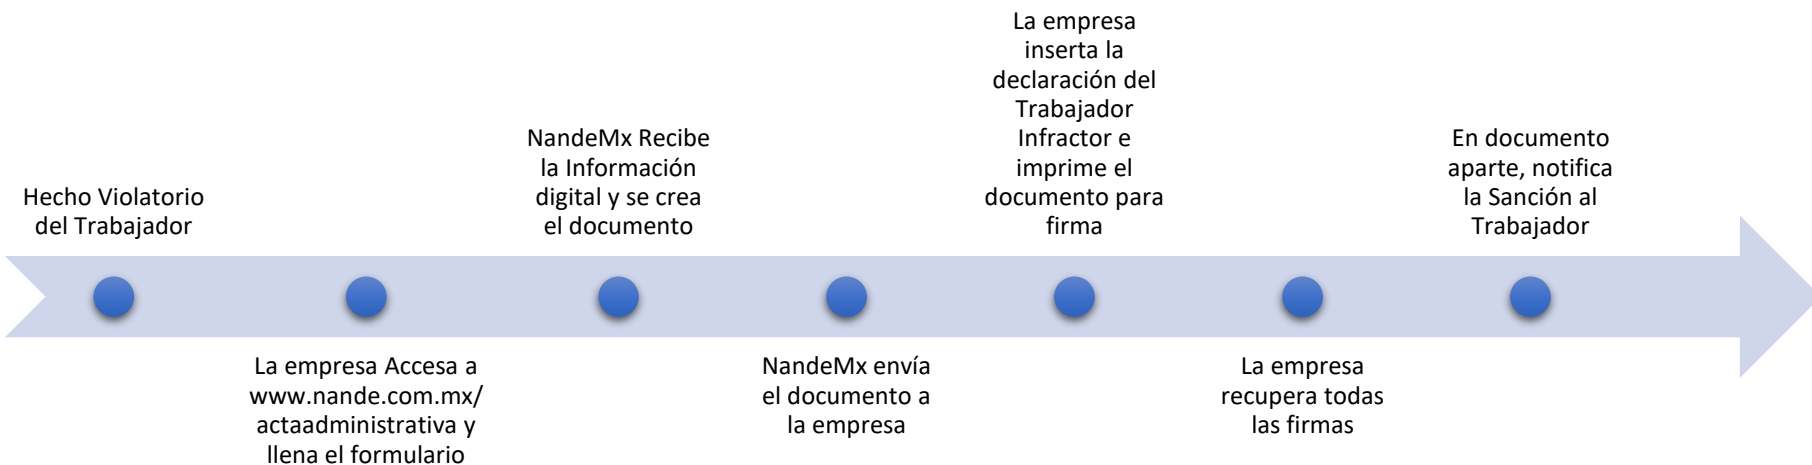 Hecho Violatorio
del Trabajador
La empresa Accesa a
www.nande.com.mx/
actaadministrativa y
llena el formulario
NandeMx Recibe
la Información
digital y se crea
el documento
NandeMx envía
el documento a
la empresa
La empresa
inserta la
declaración del
Trabajador
Infractor e
imprime el
documento para
firma
La empresa
recupera todas
las firmas
En documento
aparte, notifica
la Sanción al
Trabajador